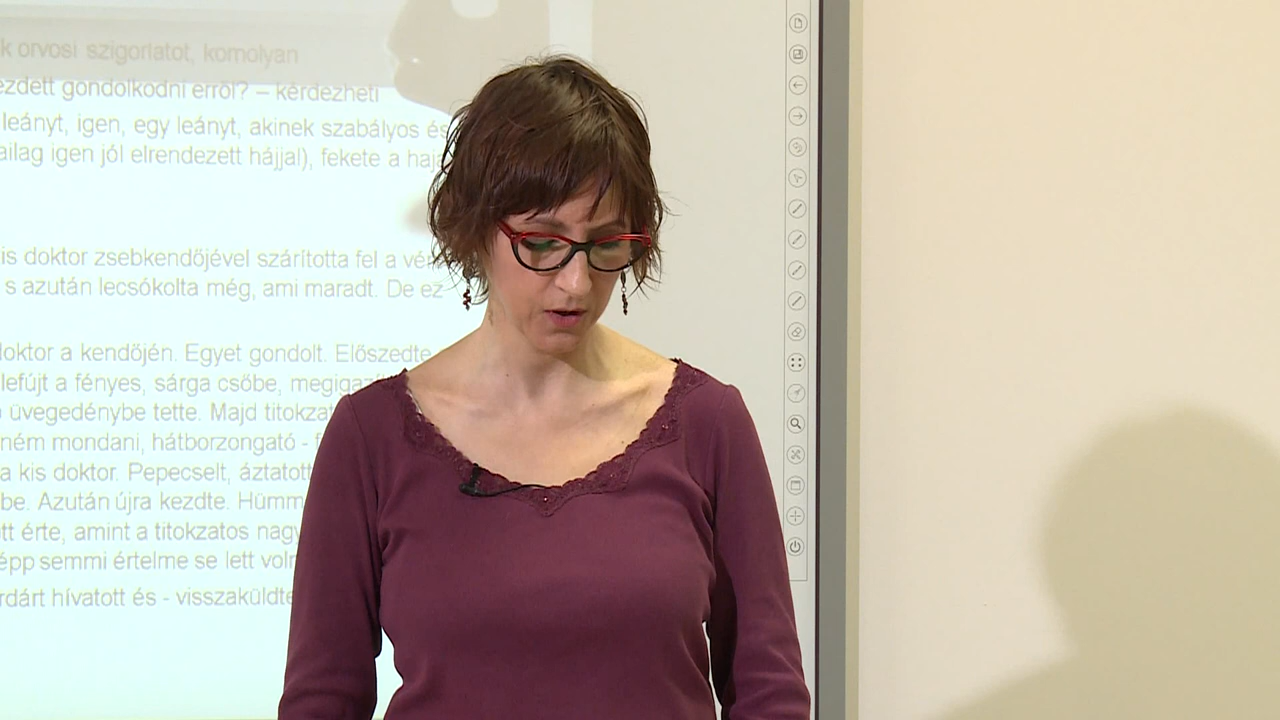 k orvosi szigorlatot, komolyan
ezdett gondolkodni erről? – kérdezheti
leányt, igen, egy leányt, akinek szabályos és
ailag igen jól elrendezett hájjal), fekete a haja
is doktor zsebkendőjével szárította fel a vér
s azután lecsókolta még, ami maradt. De ez
doktor a kendőjén. Egyet gondolt. Előszedte
lefújt a fényes, sárga csőbe, megigazí
üvegedénybe tette. Majd titokzat
ném mondani, hátborzongató - f
a kis doktor. Pepecselt, áztatott
be. Azután újra kezdte. Hümm
tt érte, amint a titokzatos nagy
épp semmi értelme se lett voln
rdárt hívatott és - visszaküldte